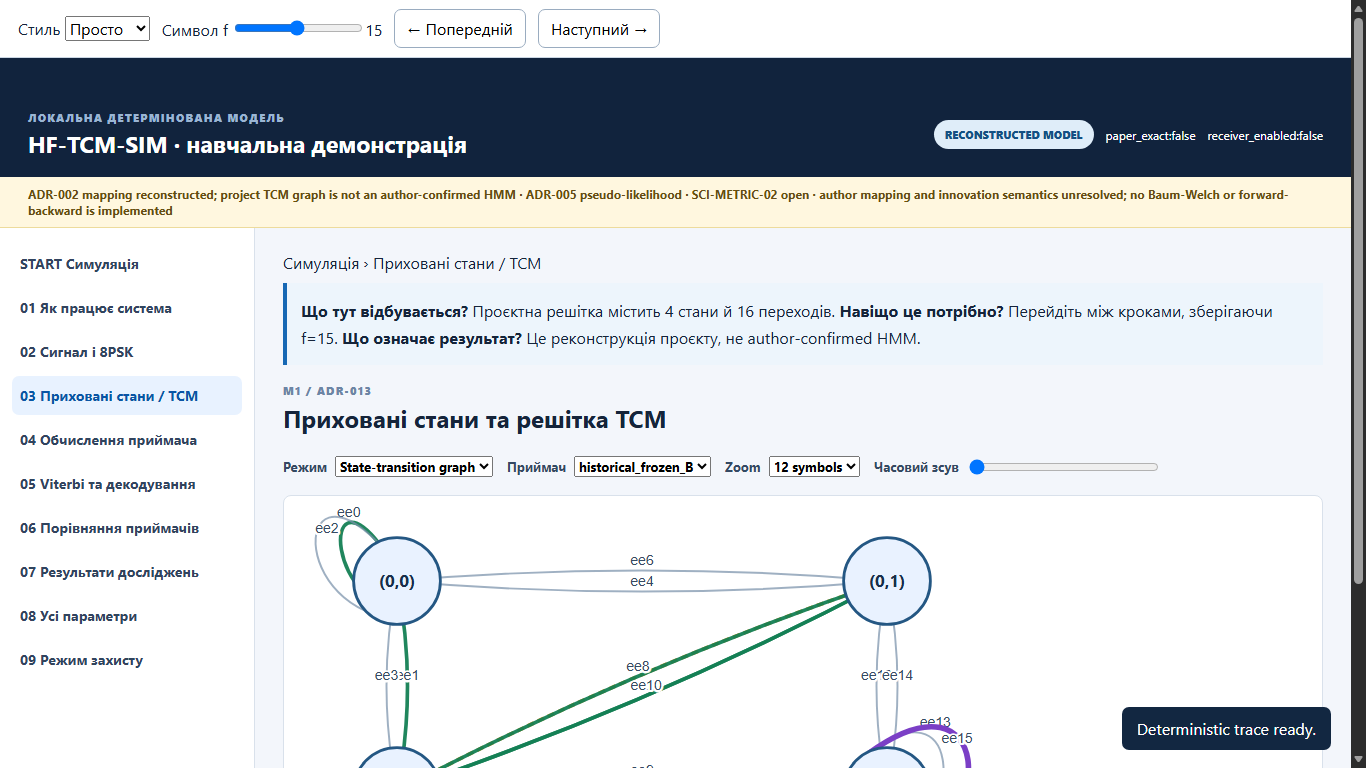 Стиль Просто Символ f 15 ← Попередній Наступний →
ЛОКАЛЬНА ДЕТЕРМІНОВАНА МОДЕЛЬ
HF-TCM-SIM · навчальна демонстрація
RECONSTRUCTED MODEL paper_exact:false receiver_enabled:false
ADR-002 mapping reconstructed; project TCM graph is not an author-confirmed HMM · ADR-005 pseudo-likelihood · SCI-METRIC-02 open · author mapping and innovation semantics unresolved; no Baum-Welch or forward-
backward is implemented
START Симуляція
01 Як працює система
02 Сигнал і 8PSK
03 Приховані стани / TCM
04 Обчислення приймача
05 Viterbi та декодування
06 Порівняння приймачів
07 Результати досліджень
08 Усі параметри
09 Режим захисту
Симуляція › Приховані стани / TCM
Що тут відбувається? Проєктна решітка містить 4 стани й 16 переходів. Навіщо це потрібно? Перейдіть між кроками, зберігаючи
f=15. Що означає результат? Це реконструкція проєкту, не author-confirmed HMM.
M1 / ADR-013
Приховані стани та решітка TCM
Режим State-transition graph Приймач historical_frozen_B Zoom 12 symbols Часовий зсув
ee0
ee2
(0,0)
ee6
ee4
(0,1)
ee3 ee1
ee8
ee10
ee14
ee13
ee15
Deterministic trace ready.